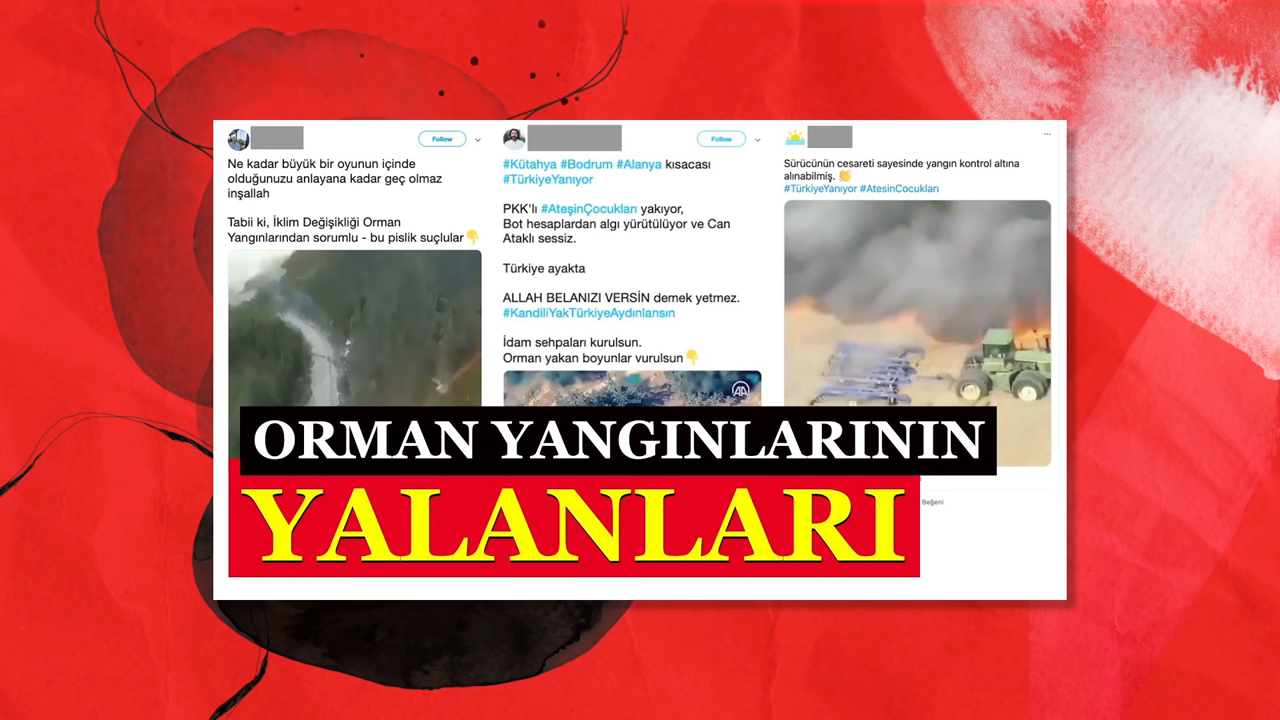 Follow
Ne kadar büyük bir oyunun içinde
olduğunuzu anlayana kadar geç olmaz
inşallah
Tabii ki, İklim Değişikliği Orman
Yangınlarından sorumlu - bu pislik suçlular👇
Follow
#Kütahya #Bodrum #Alanya kısacası
#TürkiyeYanıyor
PKK'lı #AteşinÇocukları yakıyor,
Bot hesaplardan algı yürütülüyor ve Can
Ataklı sessiz.
Türkiye ayakta
ALLAH BELANIZI VERSİN demek yetmez.
#KandiliYakTürkiyeAydınlansın
İdam sehpaları kurulsun.
Orman yakan boyunlar vurulsun👇
AA
Sürücünün cesareti sayesinde yangın kontrol altına
alınabilmiş. 👏
#TürkiyeYanıyor #AtesinCocukları
Beğeni
ORMAN YANGINLARININ
YALANLARI